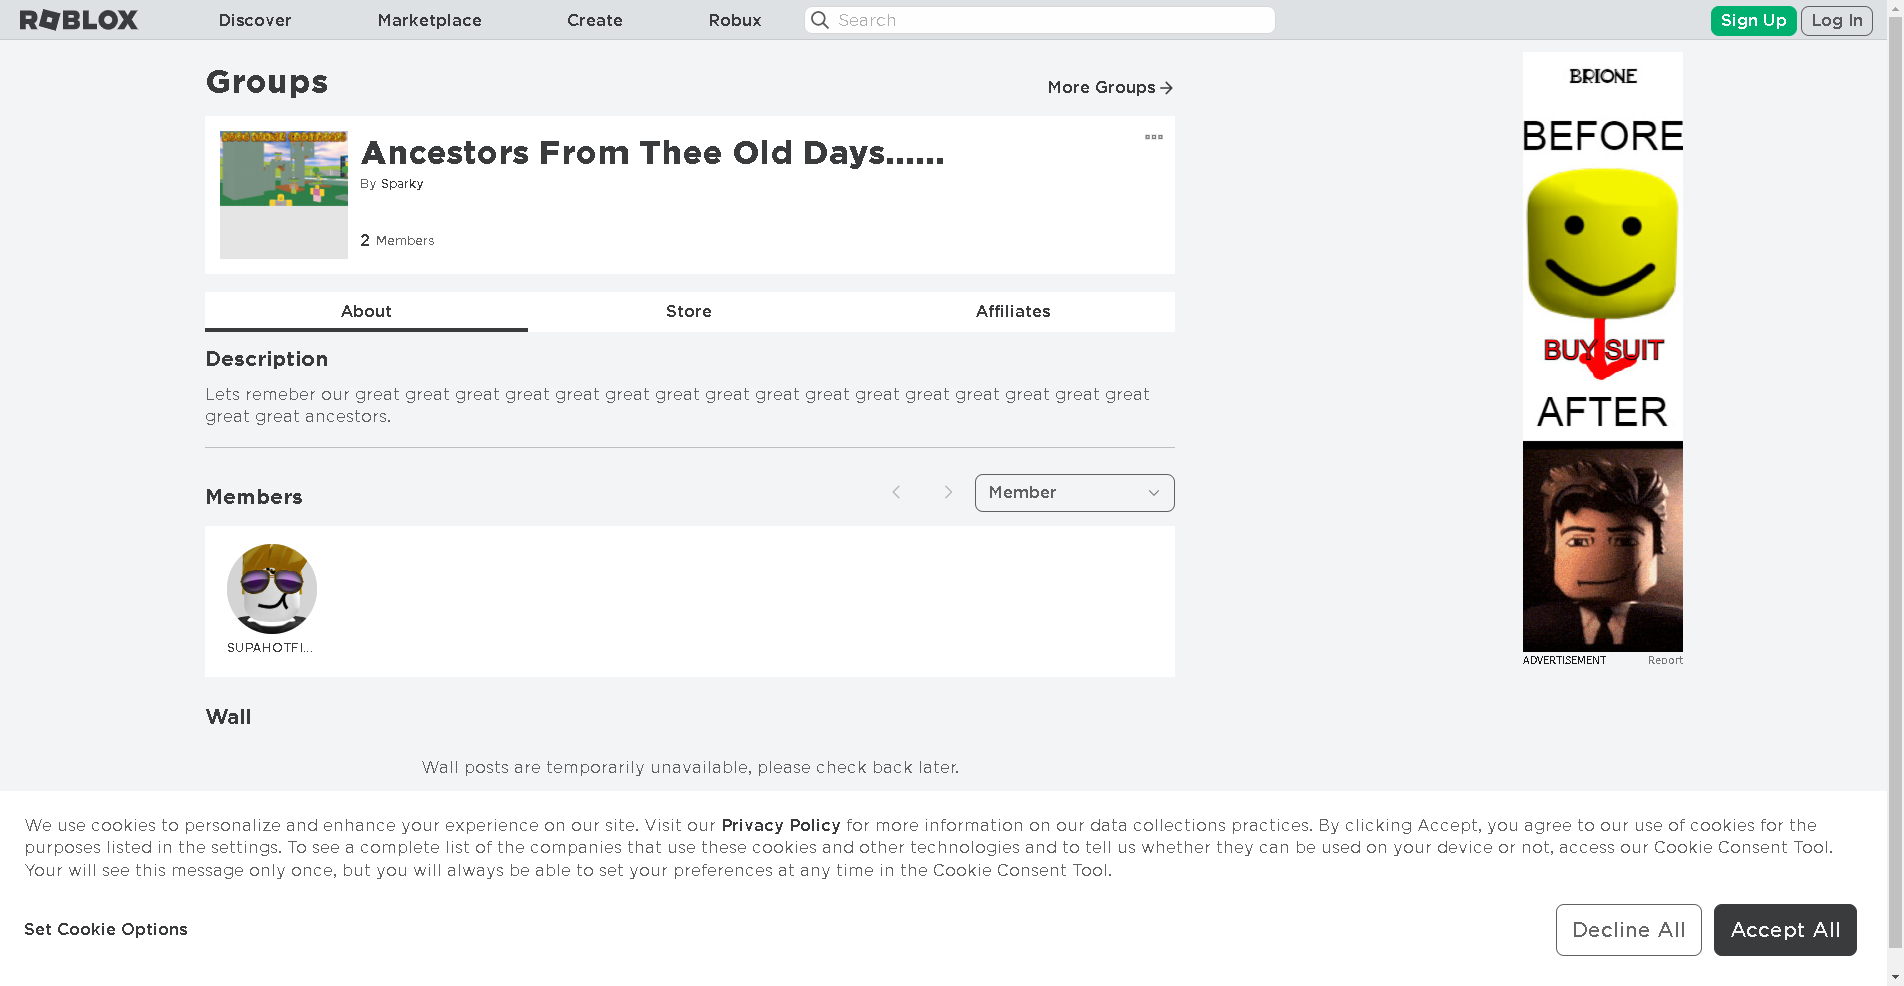 ROBLOX Discover Marketplace Create Robux Search Sign Up Log In
Groups
More Groups
Ancestors From Thee Old Days......
By Sparky
2 Members
About Store Affiliates
Description
Lets remeber our great great great great great great great great great great great great great great great great
great great ancestors.
Members
Member
SUPAHOTFI...
Wall
Wall posts are temporarily unavailable, please check back later.
BRIONE
BEFORE
BUY SUIT
AFTER
ADVERTISEMENT Report
We use cookies to personalize and enhance your experience on our site. Visit our Privacy Policy for more information on our data collections practices. By clicking Accept, you agree to our use of cookies for the
purposes listed in the settings. To see a complete list of the companies that use these cookies and other technologies and to tell us whether they can be used on your device or not, access our Cookie Consent Tool.
Your will see this message only once, but you will always be able to set your preferences at any time in the Cookie Consent Tool.
Set Cookie Options
Decline All
Accept All